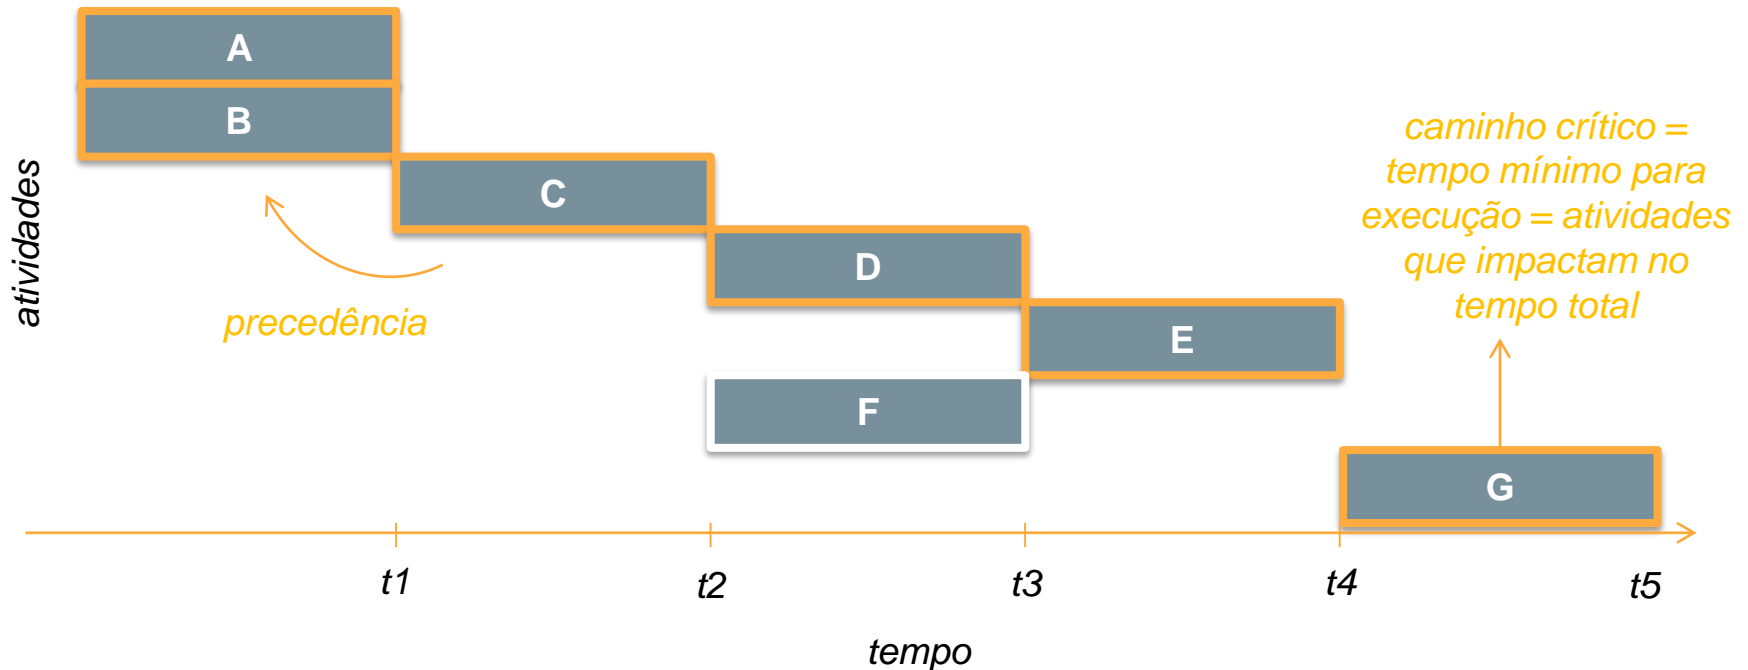 A
B
C
D
E
F
G
atividades
precedência
caminho crítico =
tempo mínimo para
execução = atividades
que impactam no
tempo total
t1
t2
t3
t4
t5
tempo